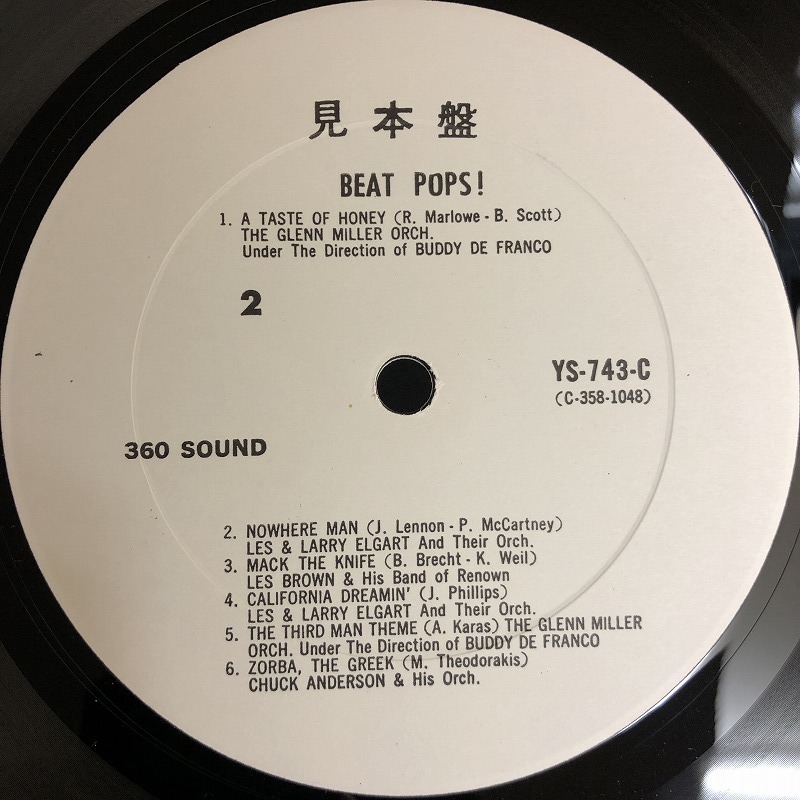 見本盤
BEAT POPS!
1. A TASTE OF HONEY (R. Marlowe - B. Scott)
THE GLENN MILLER ORCH.
Under The Direction of BUDDY DE FRANCO
2
YS-743-C
(C-358-1048)
360 SOUND
2. NOWHERE MAN (J. Lennon - P. McCartney)
LES & LARRY ELGART And Their Orch.
3. MACK THE KNIFE (B. Brecht - K. Weil)
LES BROWN & His Band of Renown
4. CALIFORNIA DREAMIN' (J. Phillips)
LES & LARRY ELGART And Their Orch.
5. THE THIRD MAN THEME (A. Karas) THE GLENN MILLER
ORCH. Under The Direction of BUDDY DE FRANCO
6. ZORBA, THE GREEK (M. Theodorakis)
CHUCK ANDERSON & His Orch.